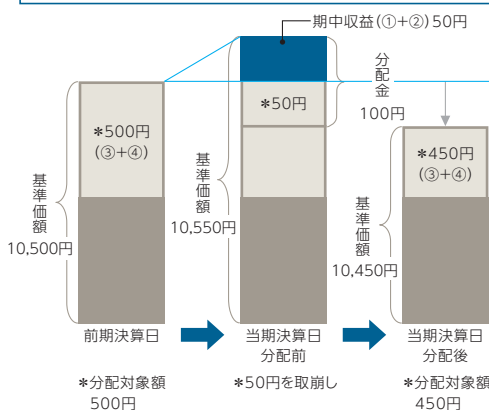 期中収益(①+②)50円
分配金
100円
*50円
*500円
(③+④)
*450円
(③+④)
基準価額
10,500円
基準価額
10,550円
基準価額
10,450円
前期決算日
当期決算日
分配前
当期決算日
分配後
*分配対象額
500円
*50円を取崩し
*分配対象額
450円